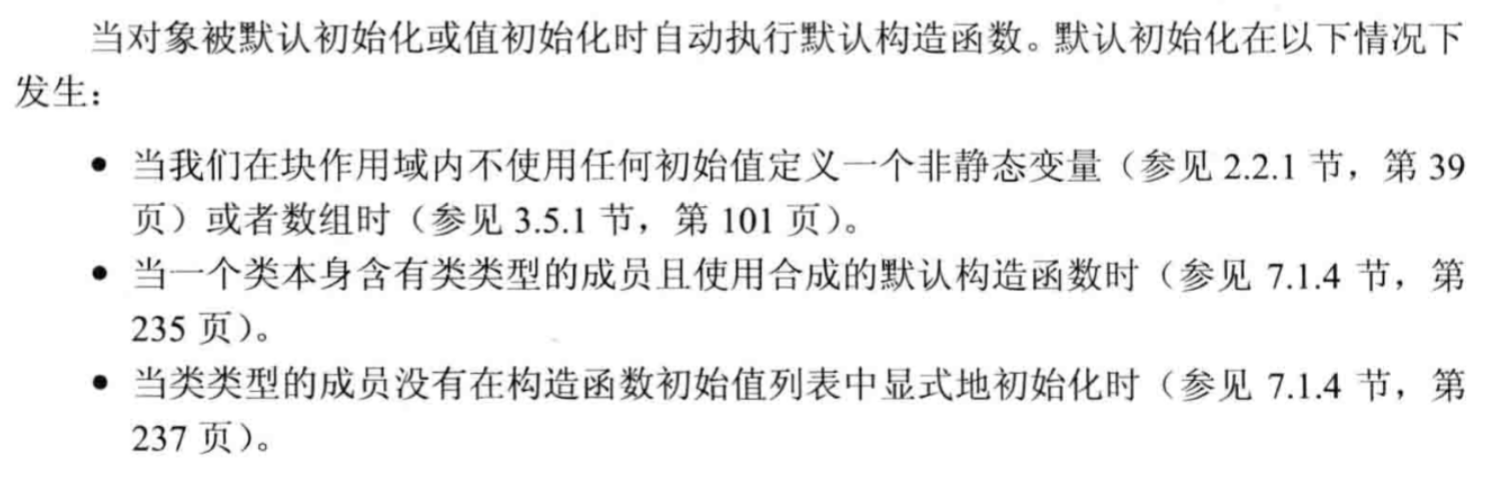 当对象被默认初始化或值初始化时自动执行默认构造函数。默认初始化在以下情况下
发生：
● 当我们在块作用域内不使用任何初始值定义一个非静态变量（参见 2.2.1 节，第 39
页）或者数组时（参见 3.5.1 节，第 101 页）。
● 当一个类本身含有类类型的成员且使用合成的默认构造函数时（参见 7.1.4 节，第
235 页）。
● 当类类型的成员没有在构造函数初始值列表中显式地初始化时（参见 7.1.4 节，第
237 页）。